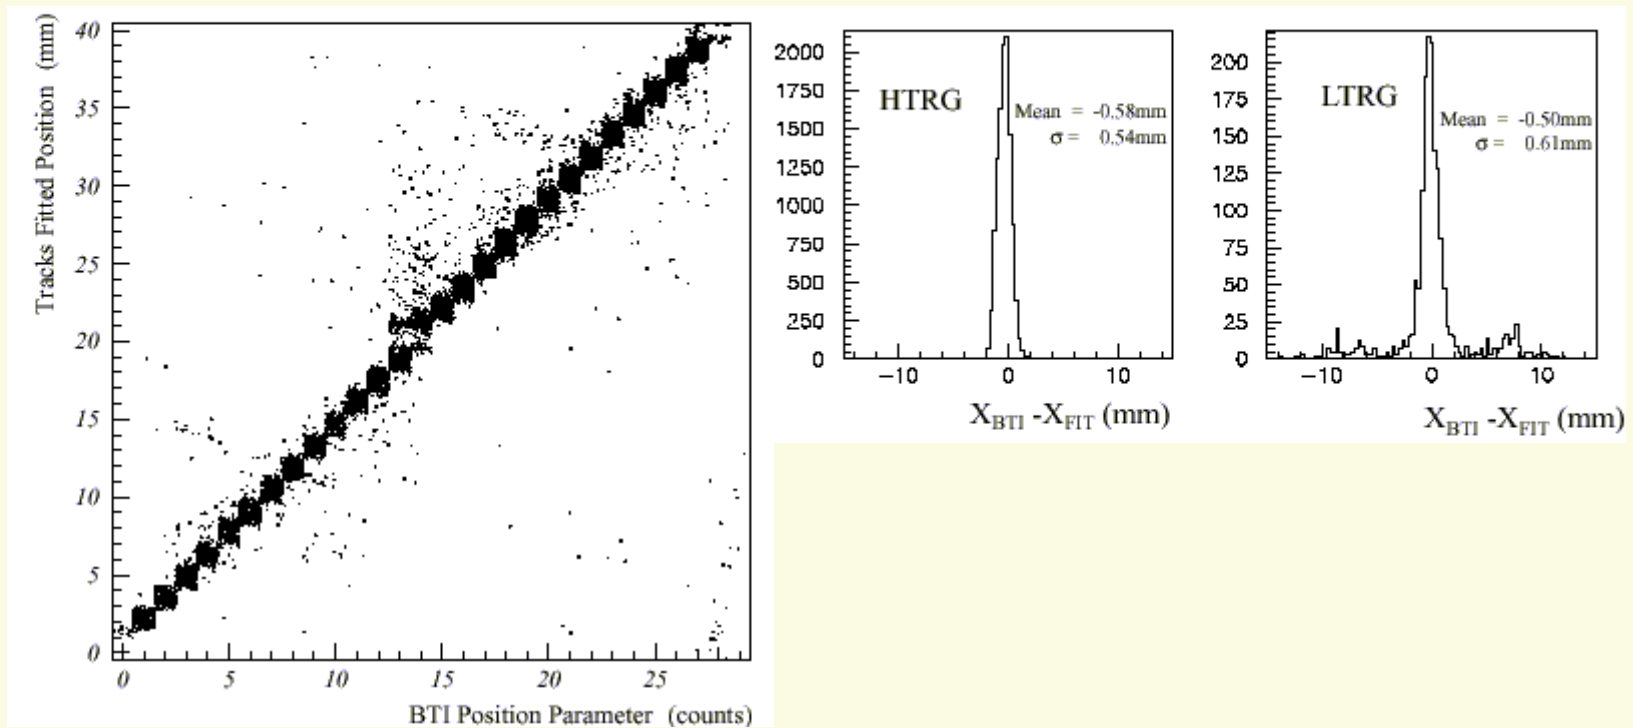 Tracks Fitted Position (mm)
40
35
30
25
20
15
10
5
0
0 5 10 15 20 25
BTI Position Parameter (counts)
2000
1750
1500
1250
1000
750
500
250
0
HTRG
Mean = -0.58mm
σ = 0.54mm
−10 0 10
X_BTI -X_FIT (mm)
200
175
150
125
100
75
50
25
0
LTRG
Mean = -0.50mm
σ = 0.61mm
−10 0 10
X_BTI -X_FIT (mm)